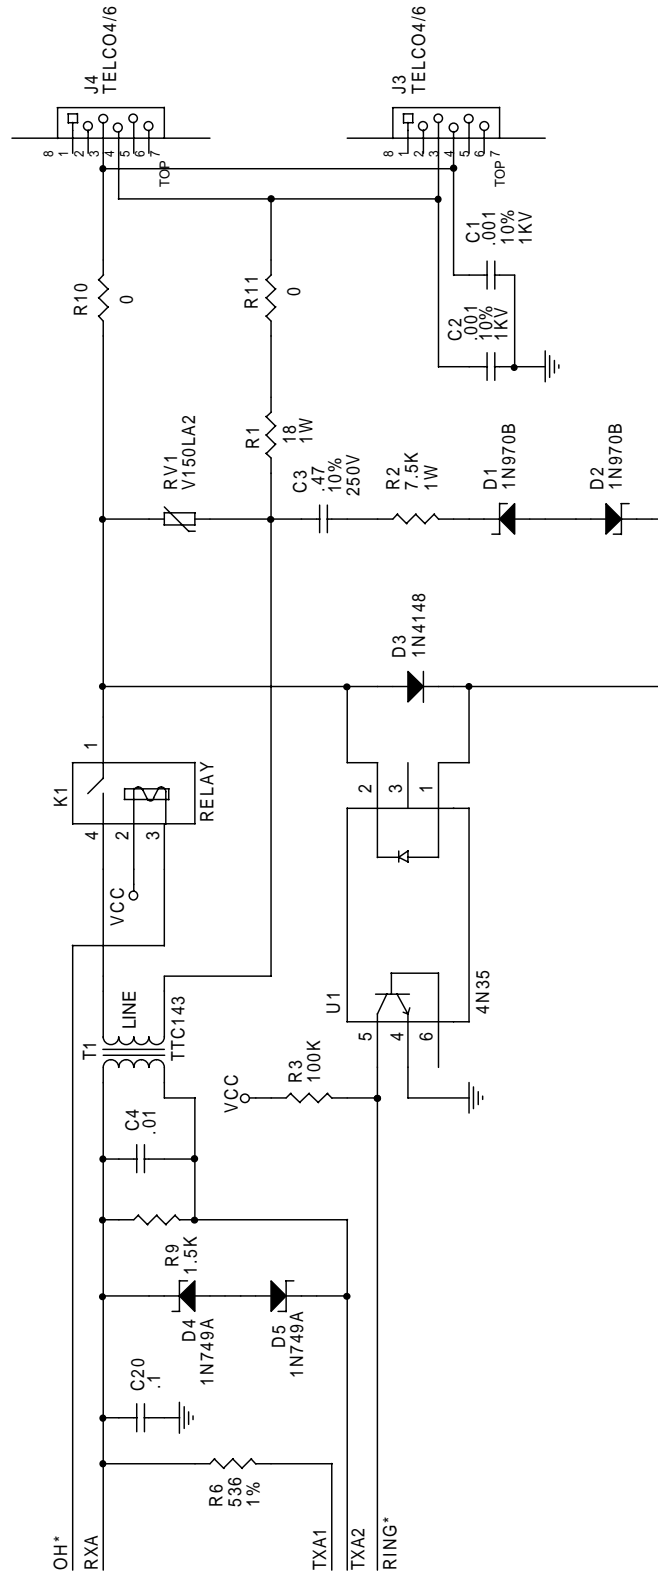 J4
TELCO4/6
8
1
2
3
4
5
6
7
TOP
J3
TELCO4/6
8
1
2
3
4
5
6
7
TOP
R10
0
R11
0
C1
.001
10%
1KV
C2
.001
10%
1KV
RV1
V150LA2
R1
18
1W
C3
.47
10%
250V
R2
7.5K
1W
D1
1N970B
D2
1N970B
D3
1N4148
K1
1
4
2
3
RELAY
VCC
2
3
1
U1
5
4
6
4N35
T1
LINE
TTC143
VCC
R3
100K
C4
.01
R9
1.5K
D4
1N749A
D5
1N749A
C20
.1
R6
536
1%
OH*
RXA
TXA1
TXA2
RING*